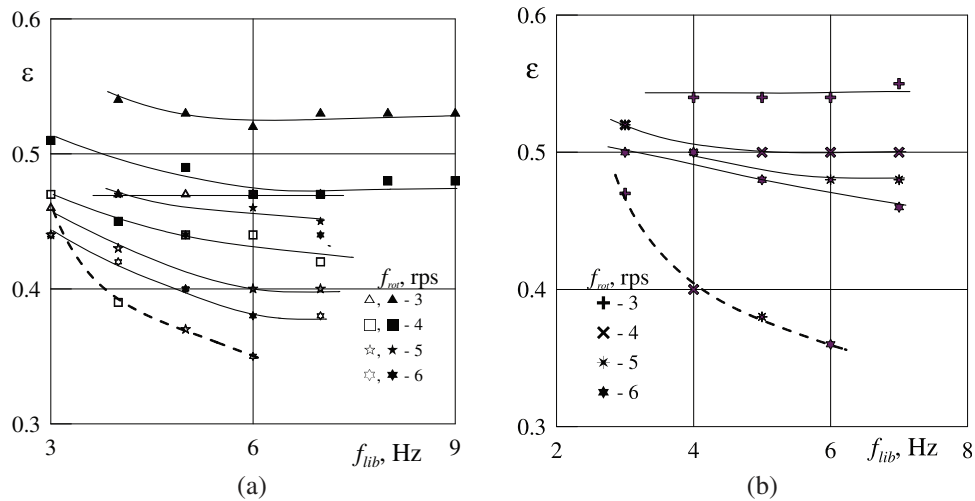 0.6
ε
0.5
0.4
0.3
3
6
9
f_lib, Hz
f_rot, rps
, - 3
, - 4
, - 5
, - 6
(a)
0.6
ε
0.5
0.4
0.3
2
4
6
8
f_lib, Hz
f_rot, rps
- 3
- 4
- 5
- 6
(b)